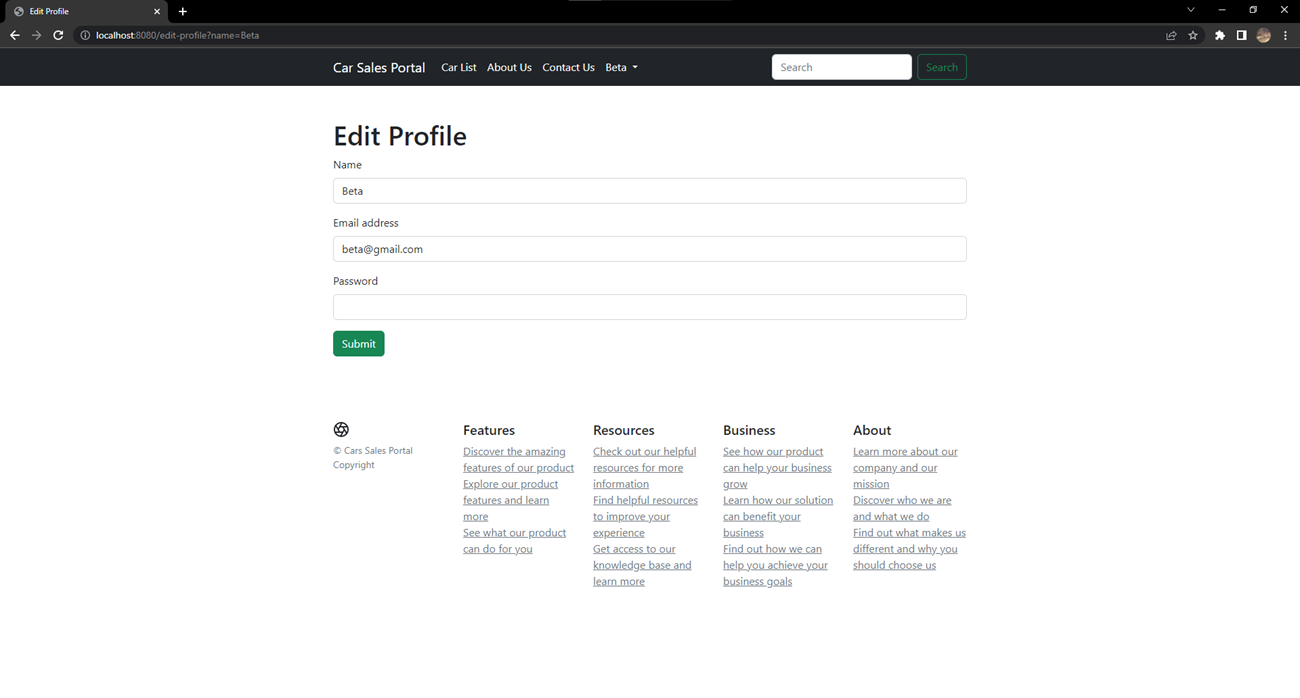 Edit Profile
localhost:8080/edit-profile?name=Beta
Car Sales Portal Car List About Us Contact Us Beta Search Search
Edit Profile
Name
Beta
Email address
beta@gmail.com
Password
Submit
© Cars Sales Portal
Copyright
Features
Discover the amazing
features of our product
Explore our product
features and learn
more
See what our product
can do for you
Resources
Check out our helpful
resources for more
information
Find helpful resources
to improve your
experience
Get access to our
knowledge base and
learn more
Business
See how our product
can help your business
grow
Learn how our solution
can benefit your
business
Find out how we can
help you achieve your
business goals
About
Learn more about our
company and our
mission
Discover who we are
and what we do
Find out what makes us
different and why you
should choose us